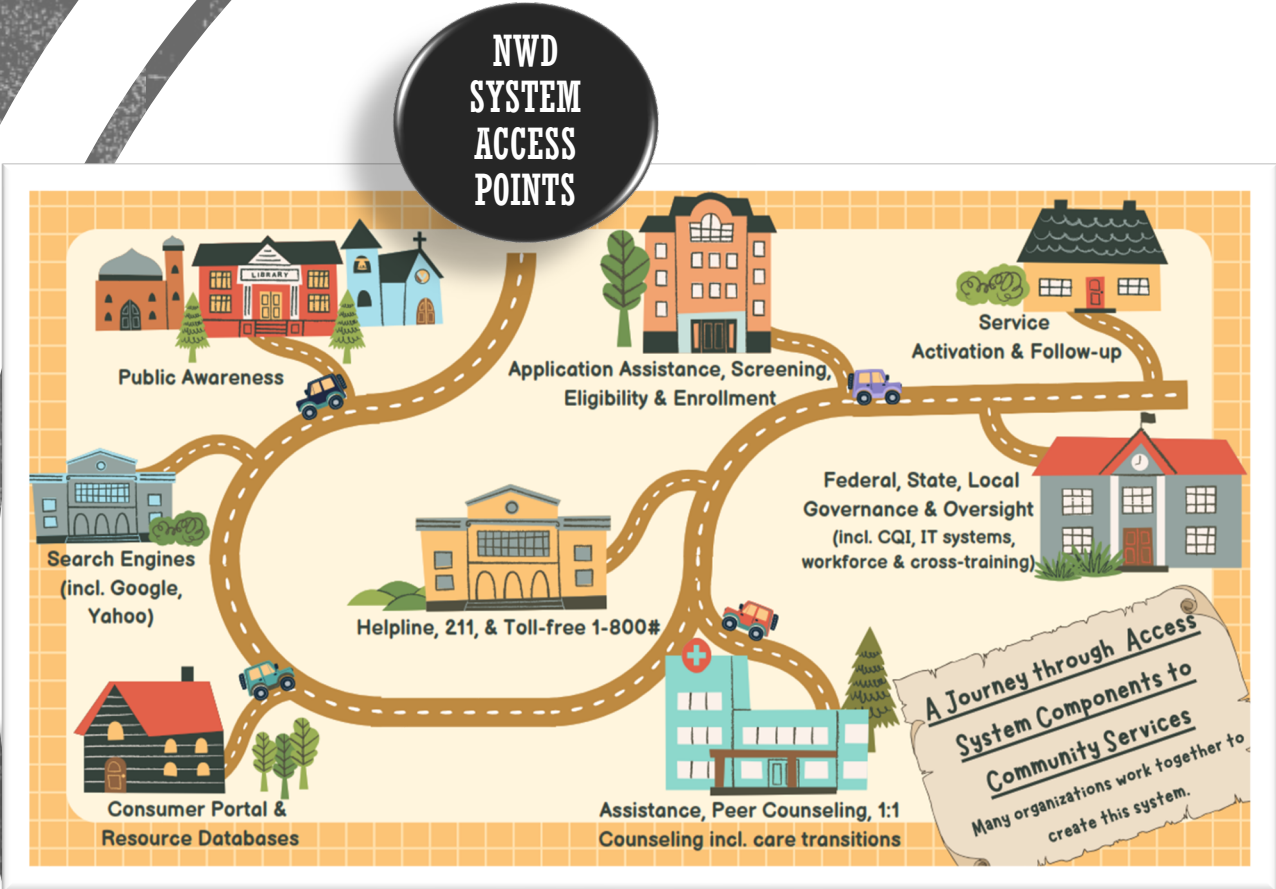 NWD
SYSTEM
ACCESS
POINTS
LIBRARY
Public Awareness
Application Assistance, Screening,
Eligibility & Enrollment
Service
Activation & Follow-up
Search Engines
(incl. Google,
Yahoo)
Helpline, 211, & Toll-free 1-800#
Federal, State, Local
Governance & Oversight
(incl. CQI, IT systems,
workforce & cross-training)
Consumer Portal &
Resource Databases
Assistance, Peer Counseling, 1:1
Counseling incl. care transitions
A Journey through Access
System Components to
Community Services
Many organizations work together to
create this system.